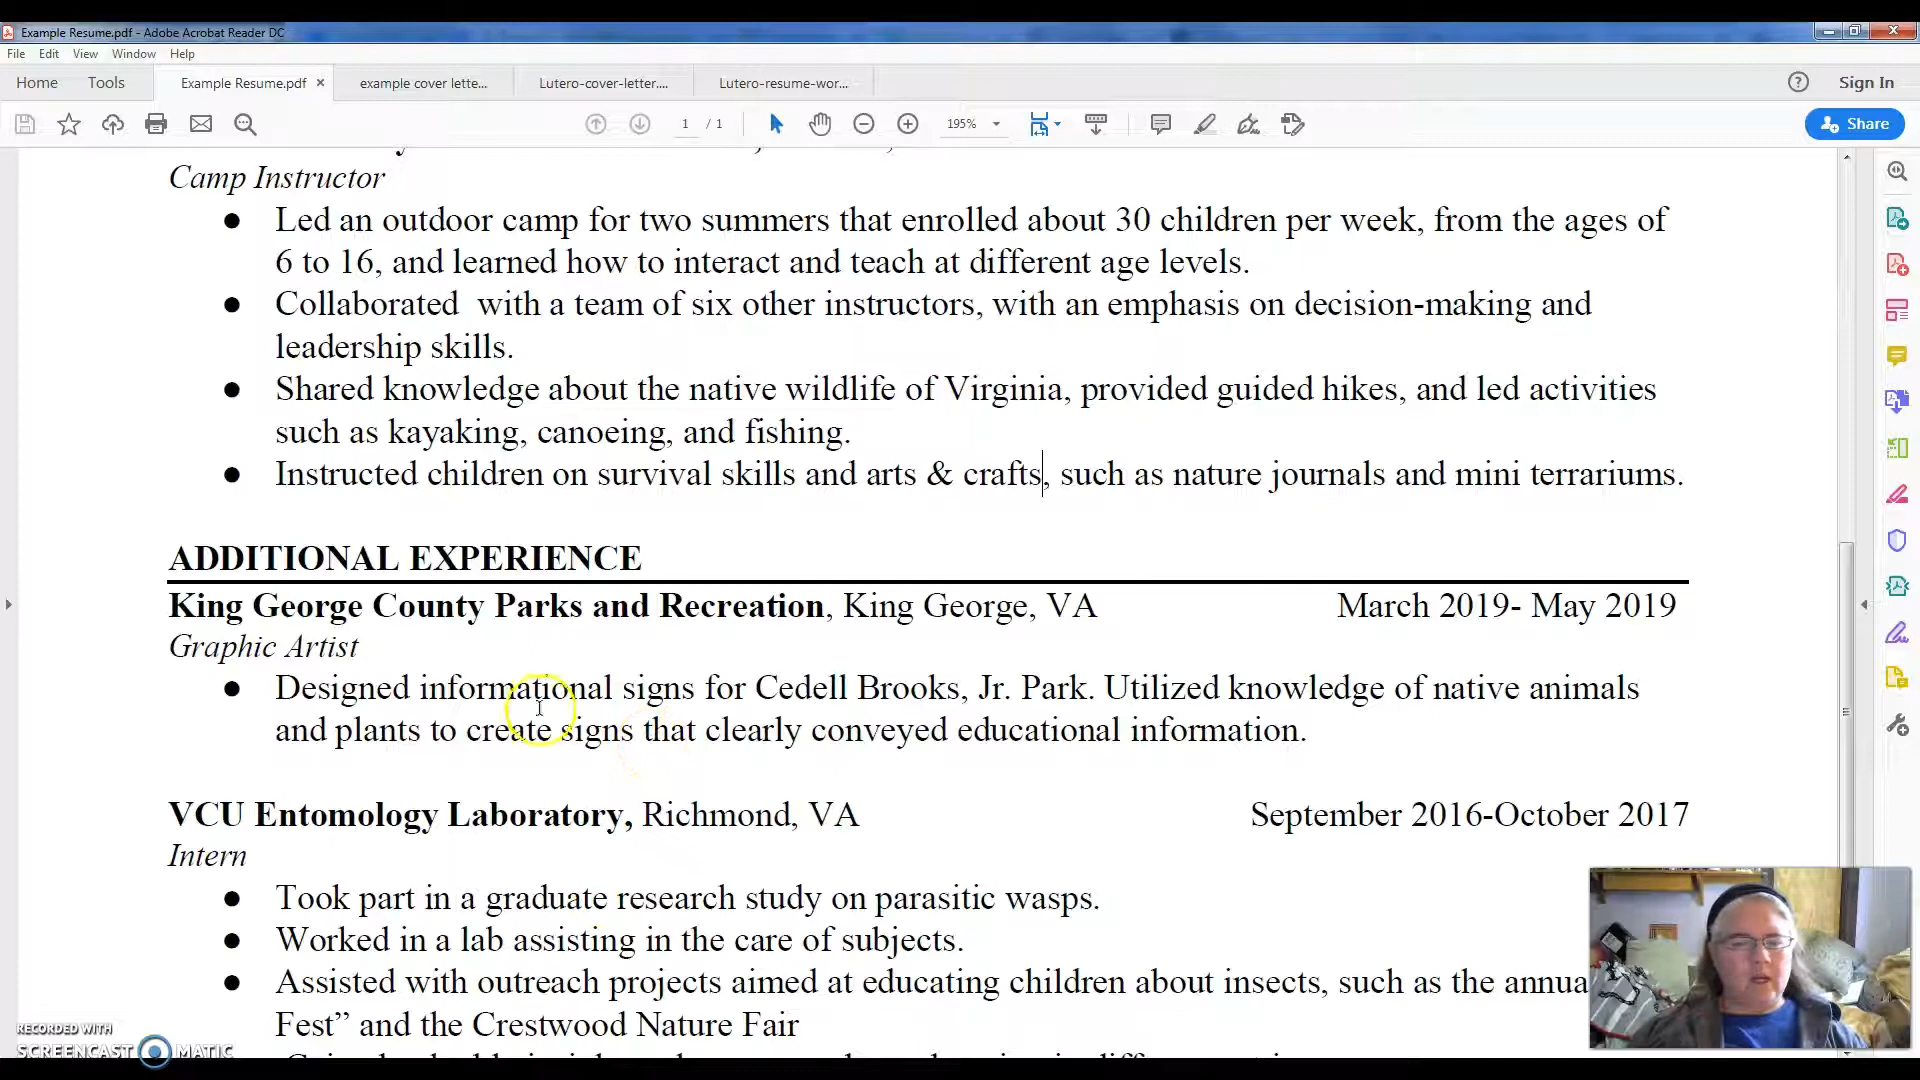 Example Resume.pdf - Adobe Acrobat Reader DC
File Edit View Window Help
Home Tools Example Resume.pdf × example cover lette... Lutero-cover-letter.... Lutero-resume-wor... Sign In
1 / 1 195% Share
Camp Instructor
● Led an outdoor camp for two summers that enrolled about 30 children per week, from the ages of
6 to 16, and learned how to interact and teach at different age levels.
● Collaborated with a team of six other instructors, with an emphasis on decision-making and
leadership skills.
● Shared knowledge about the native wildlife of Virginia, provided guided hikes, and led activities
such as kayaking, canoeing, and fishing.
● Instructed children on survival skills and arts & crafts, such as nature journals and mini terrariums.
ADDITIONAL EXPERIENCE
King George County Parks and Recreation, King George, VA March 2019- May 2019
Graphic Artist
● Designed informational signs for Cedell Brooks, Jr. Park. Utilized knowledge of native animals
and plants to create signs that clearly conveyed educational information.
VCU Entomology Laboratory, Richmond, VA September 2016-October 2017
Intern
● Took part in a graduate research study on parasitic wasps.
● Worked in a lab assisting in the care of subjects.
● Assisted with outreach projects aimed at educating children about insects, such as the annua
Fest” and the Crestwood Nature Fair
RECORDED WITH
SCREENCAST MATIC